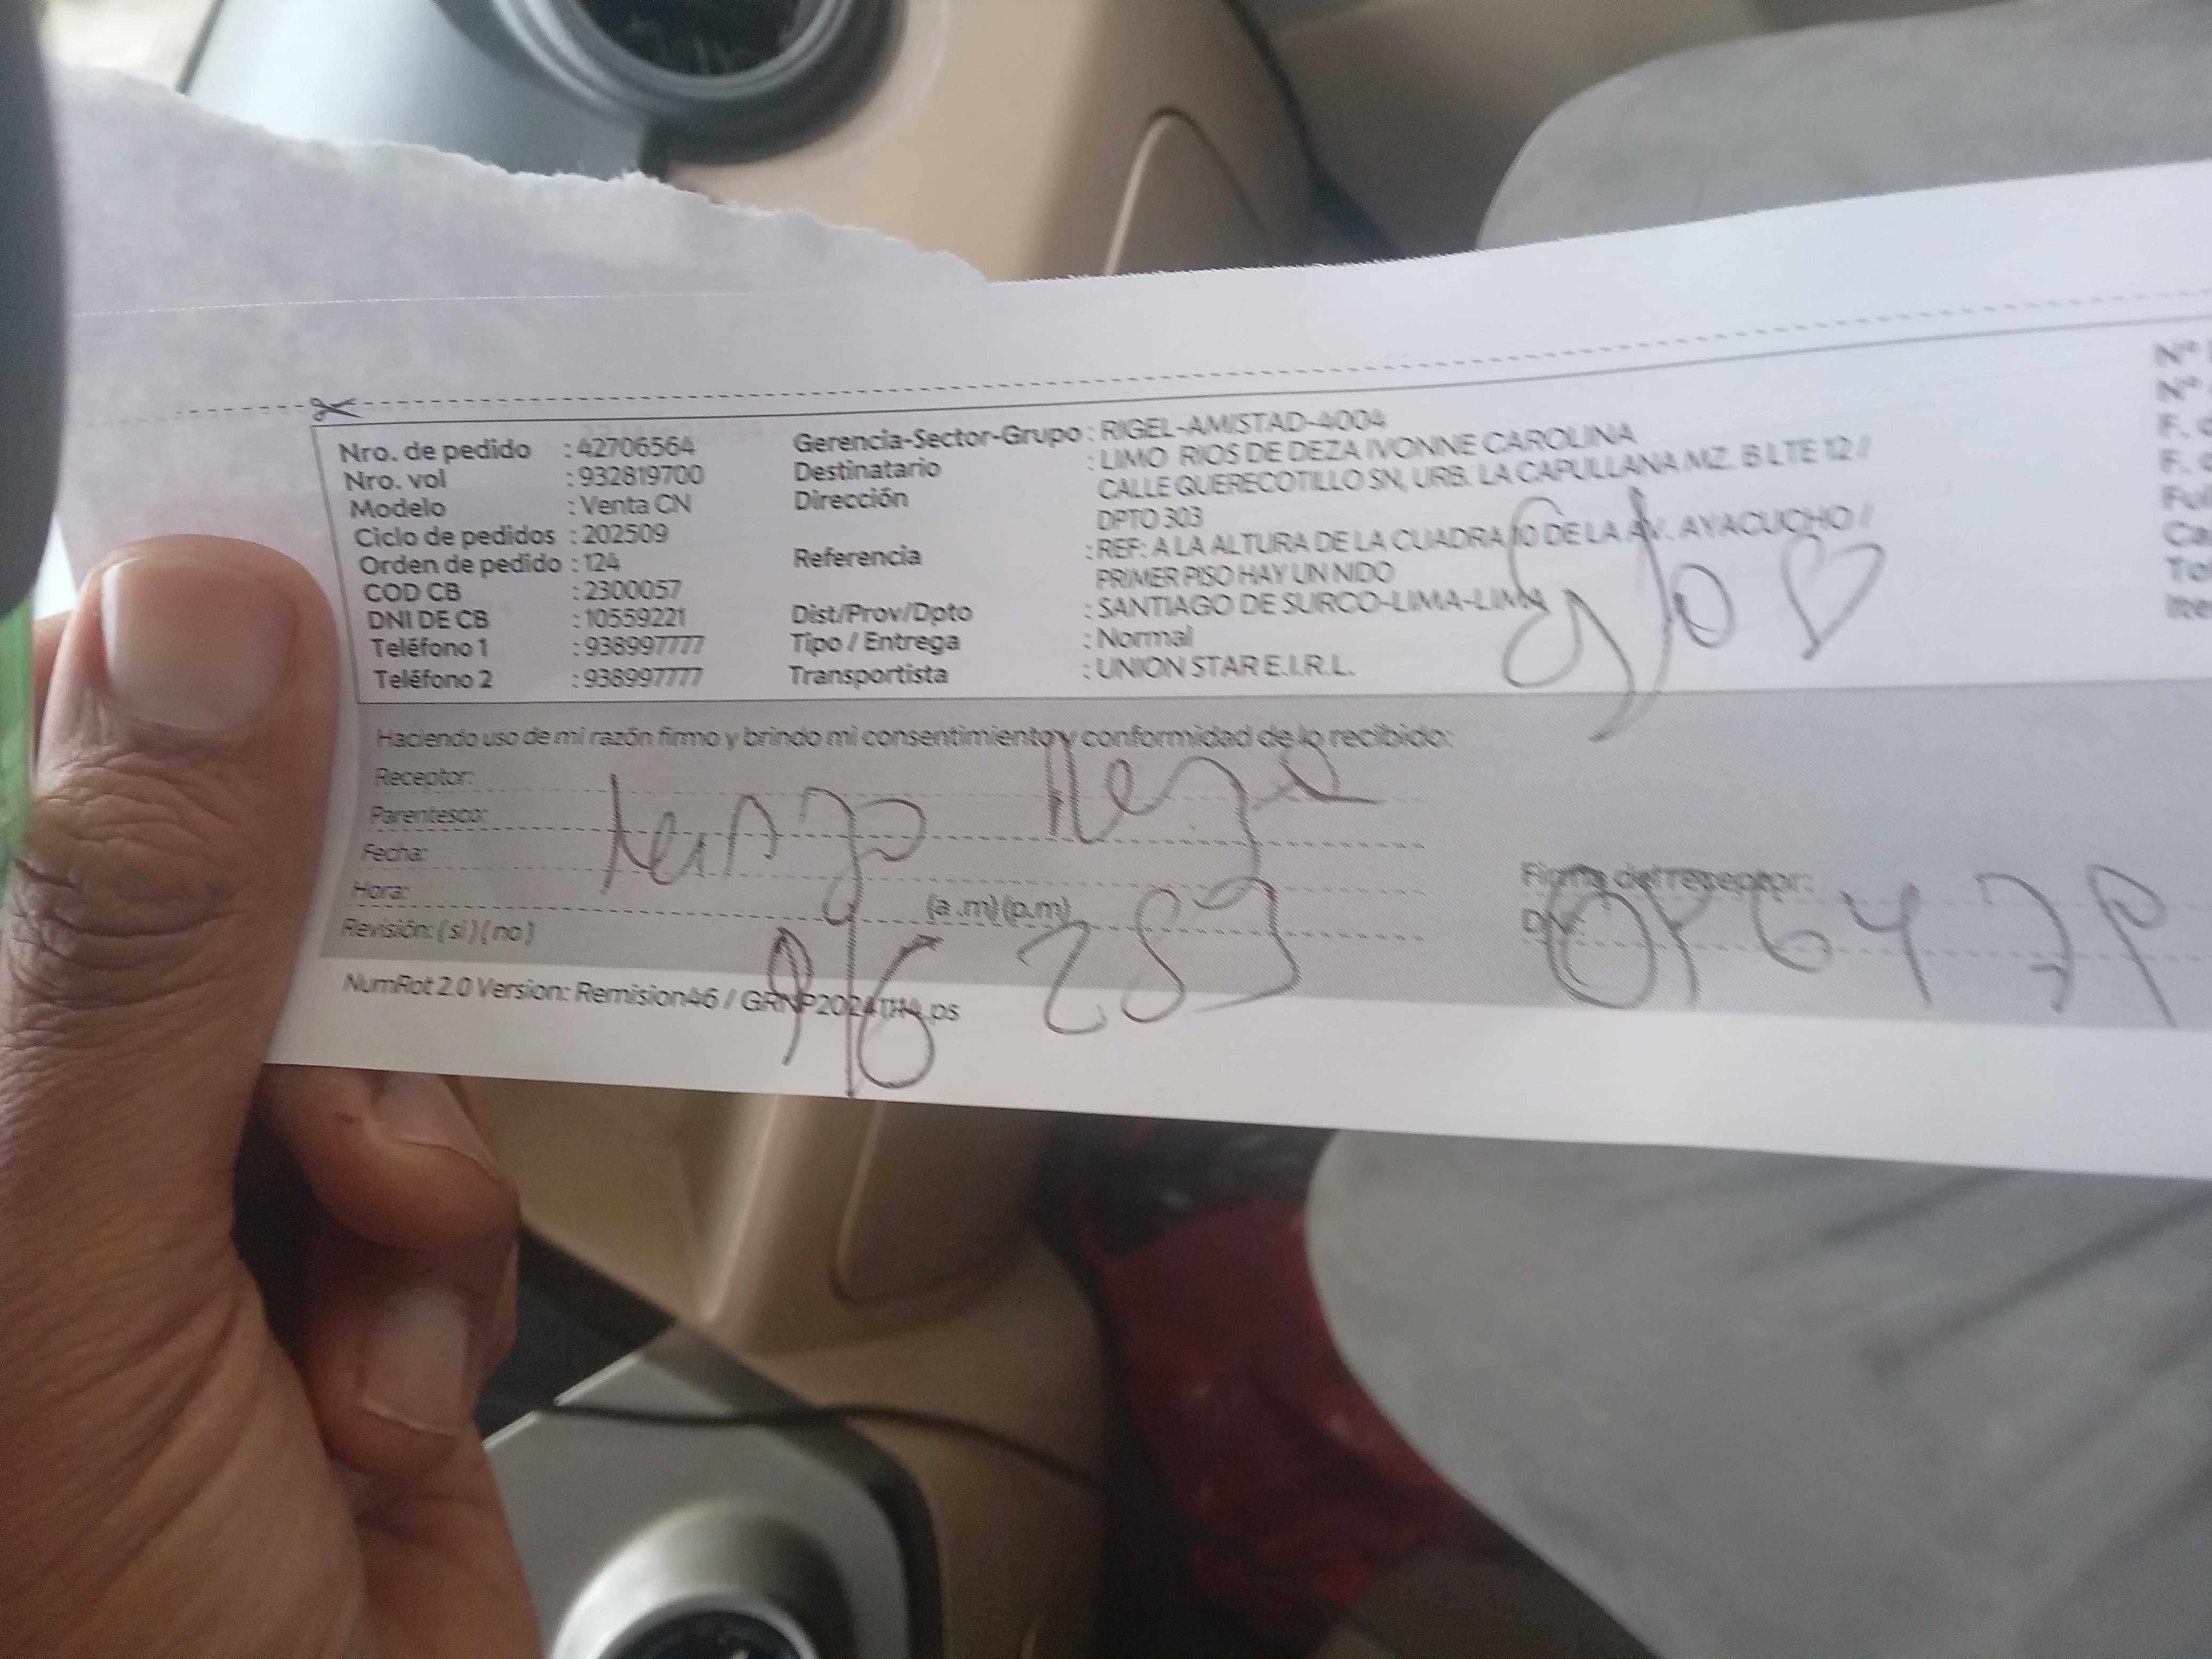 Nro. de pedido : 42706564
Nro. vol : 932819700
Modelo : Venta CN
Ciclo de pedidos : 202509
Orden de pedido : 124
COD CB : 2300057
DNI DE CB : 10559221
Teléfono 1 : 938997777
Teléfono 2 : 938997777
Gerencia-Sector-Grupo : RIGEL-AMISTAD-4004
Destinatario : LIMO RIOS DE DEZA IVONNE CAROLINA
Dirección : CALLE QUERECOTILLO SN, URB. LA CAPULLANA MZ. B LTE 12 /
DPTO 303
Referencia : REF: A LA ALTURA DE LA CUADRA 10 DE LA AV. AYACUCHO /
PRIMER PISO HAY UN NIDO
Dist/Prov/Dpto : SANTIAGO DE SURCO-LIMA-LIMA
Tipo / Entrega : Normal
Transportista : UNION STAR E.I.R.L.
Nº
Nº
F.
F.
Haciendo uso de mi razón firmo y brindo mi consentimiento y conformidad de lo recibido:
Receptor:
Parentesco:
Fecha:
Hora: (a .m) (p.m)
Revisión: ( si ) ( no )
Firma del receptor:
NumRot 2.0 Version: Remision46 / GRNP20241114.ps